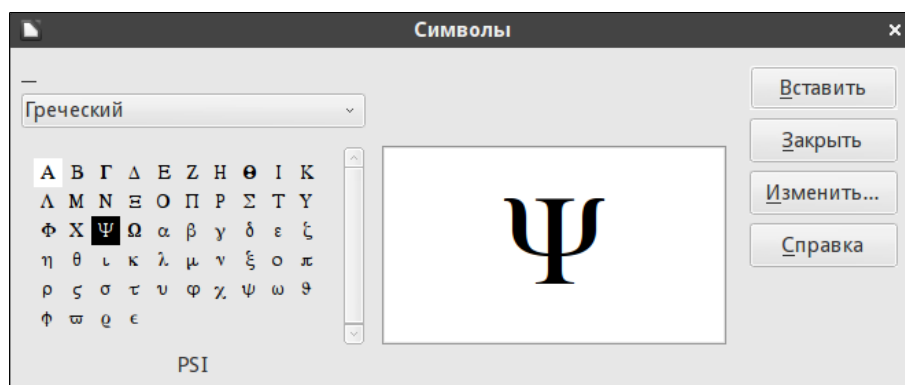 Символы
Греческий
Α Β Γ Δ Ε Ζ Η Θ Ι Κ
Λ Μ Ν Ξ Ο Π Ρ Σ Τ Υ
Φ Χ Ψ Ω α β γ δ ε ζ
η θ ι κ λ μ ν ξ ο π
ρ ς σ τ υ φ χ ψ ω ϑ
ϕ ϖ ϱ ϵ
PSI
Ψ
Вставить
Закрыть
Изменить...
Справка